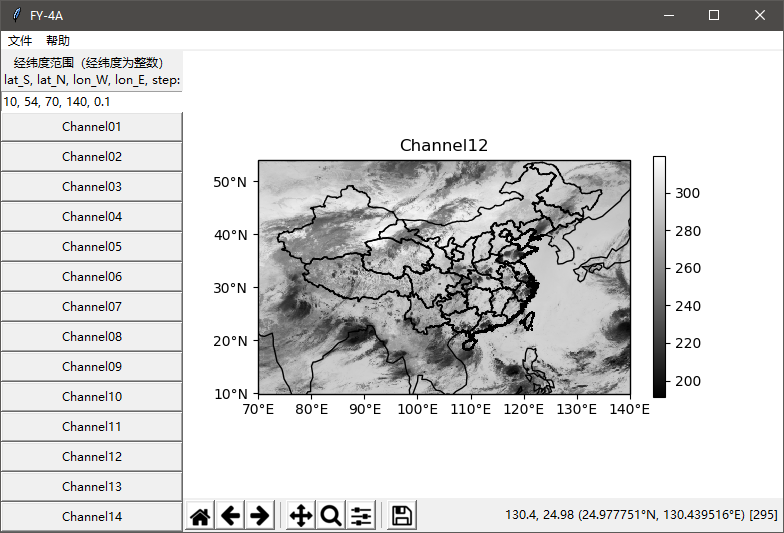 FY-4A
文件 帮助
经纬度范围（经纬度为整数）
lat_S, lat_N, lon_W, lon_E, step:
10, 54, 70, 140, 0.1
Channel01
Channel02
Channel03
Channel04
Channel05
Channel06
Channel07
Channel08
Channel09
Channel10
Channel11
Channel12
Channel13
Channel14
Channel12
50°N
40°N
30°N
20°N
10°N
70°E 80°E 90°E 100°E 110°E 120°E 130°E 140°E
300
280
260
240
220
200
130.4, 24.98 (24.977751°N, 130.439516°E) [295]